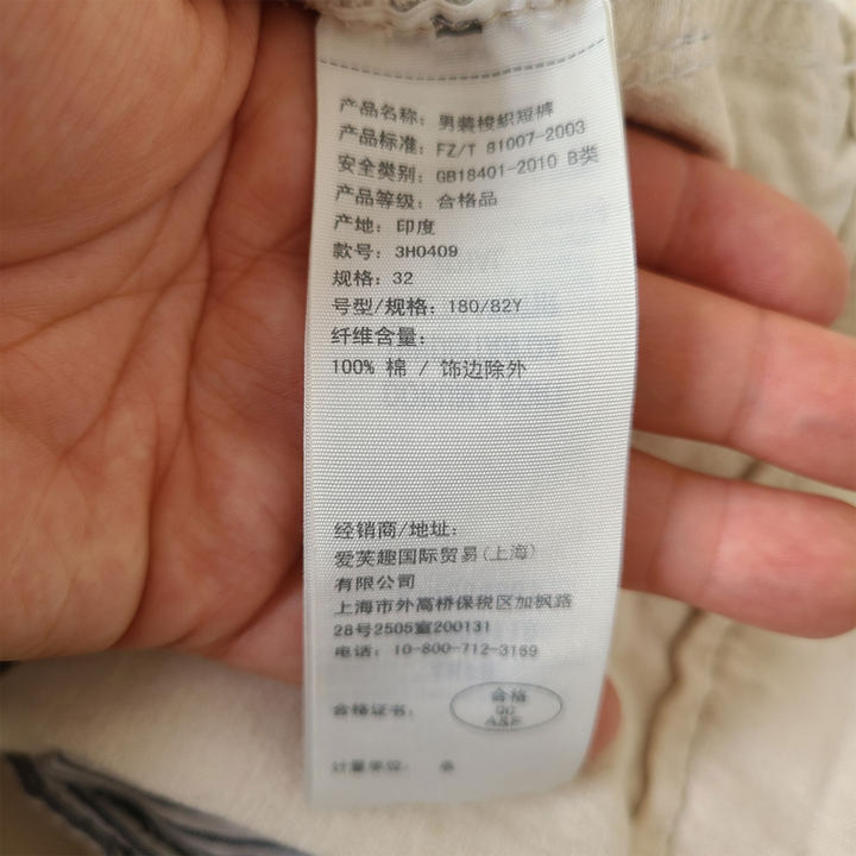 产品名称: 男装梭织短裤
产品标准: FZ/T 81007-2003
安全类别: GB18401-2010 B类
产品等级: 合格品
产地: 印度
款号: 3H0409
规格: 32
号型/规格: 180/82Y
纤维含量:
100% 棉 / 饰边除外
经销商/地址:
爱芙趣国际贸易(上海)
有限公司
上海市外高桥保税区加枫路
28号2505室200131
电话: 10-800-712-3169
合格证书:
合格
QC
计量单位: